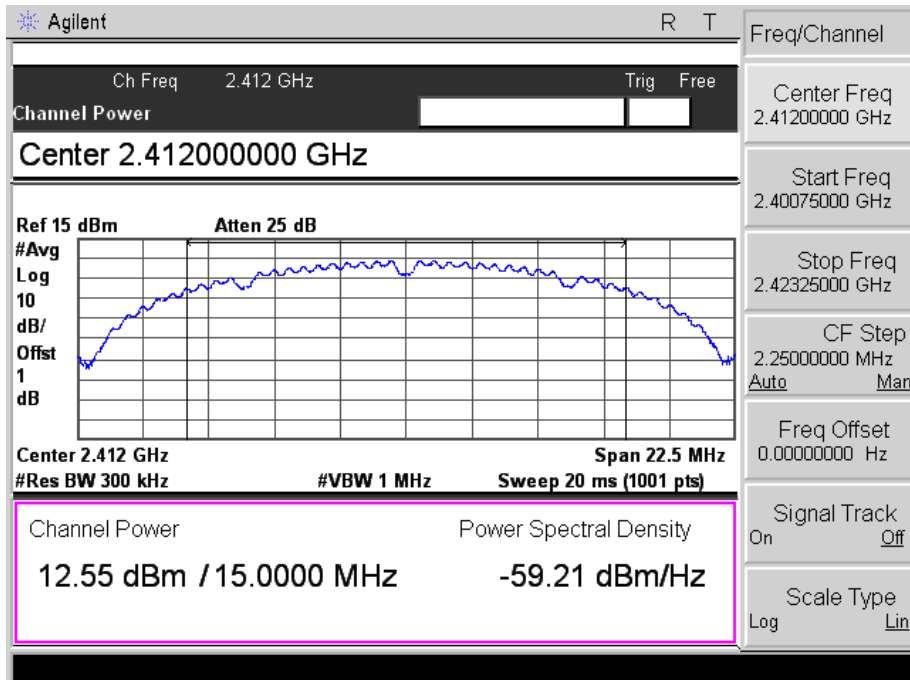 Agilent R T
Ch Freq 2.412 GHz Trig Free
Channel Power
Center 2.412000000 GHz
Ref 15 dBm Atten 25 dB
#Avg
Log
10
dB/
Offst
1
dB
Center 2.412 GHz Span 22.5 MHz
#Res BW 300 kHz #VBW 1 MHz Sweep 20 ms (1001 pts)
Channel Power Power Spectral Density
12.55 dBm / 15.0000 MHz -59.21 dBm/Hz
Freq/Channel
Center Freq
2.41200000 GHz
Start Freq
2.40075000 GHz
Stop Freq
2.42325000 GHz
CF Step
2.25000000 MHz
Auto Man
Freq Offset
0.00000000 Hz
Signal Track
On Off
Scale Type
Log Lin